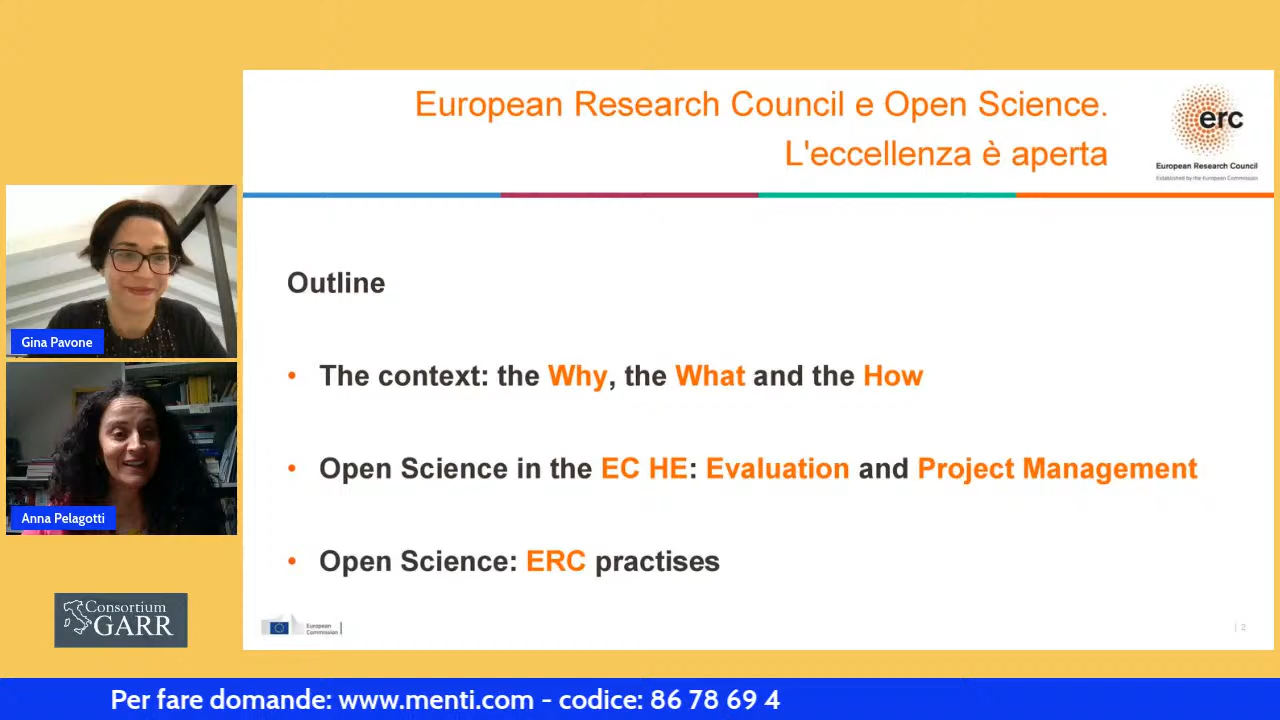 European Research Council e Open Science.
L'eccellenza è aperta
erc
European Research Council
Established by the European Commission
Outline
• The context: the Why, the What and the How
• Open Science in the EC HE: Evaluation and Project Management
• Open Science: ERC practises
European
Commission
| 2
Gina Pavone
Anna Pelagotti
Consortium
GARR
Per fare domande: www.menti.com - codice: 86 78 69 4